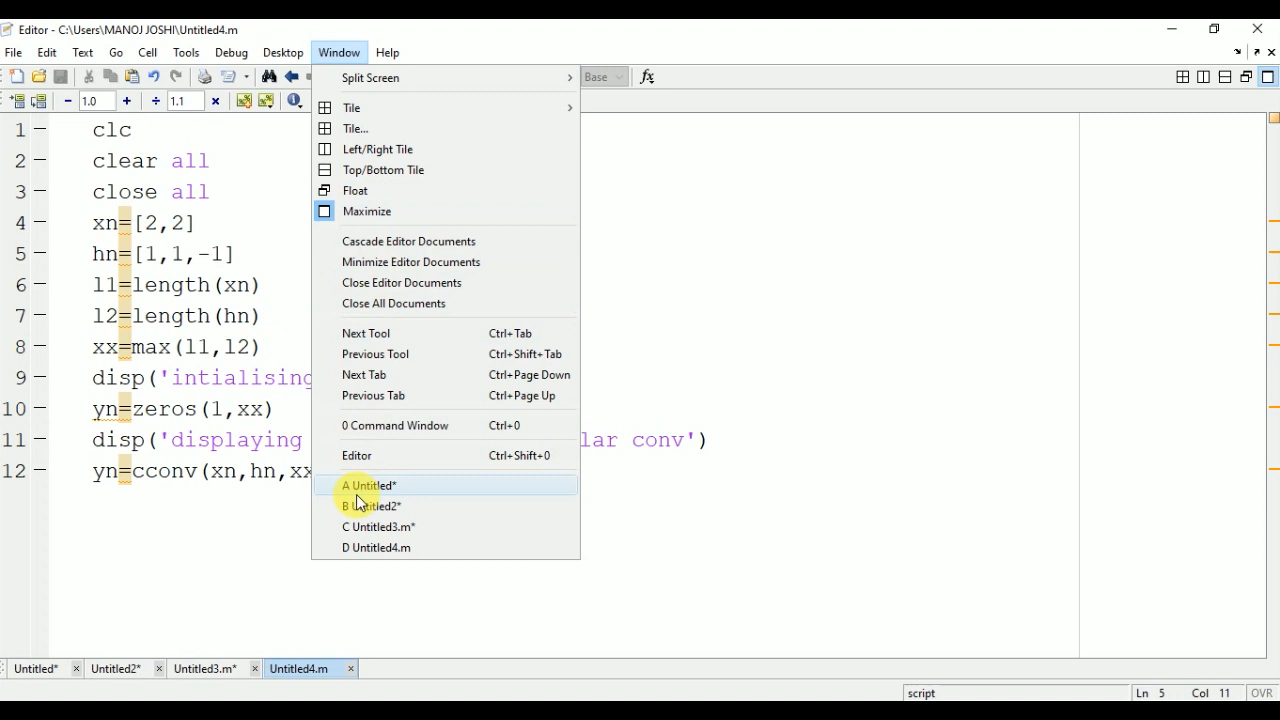 Editor - C:\Users\MANOJ JOSHI\Untitled4.m
File Edit Text Go Cell Tools Debug Desktop Window Help
Base fx
1.0 1.1
1 clc
2 clear all
3 close all
4 xn=[2,2]
5 hn=[1,1,-1]
6 l1=length(xn)
7 l2=length(hn)
8 xx=max(l1,l2)
9 disp('intialising
10 yn=zeros(1,xx)
11 disp('displaying lar conv')
12 yn=cconv(xn,hn,xx
Split Screen
Tile
Tile...
Left/Right Tile
Top/Bottom Tile
Float
Maximize
Cascade Editor Documents
Minimize Editor Documents
Close Editor Documents
Close All Documents
Next Tool Ctrl+Tab
Previous Tool Ctrl+Shift+Tab
Next Tab Ctrl+Page Down
Previous Tab Ctrl+Page Up
0 Command Window Ctrl+0
Editor Ctrl+Shift+0
A Untitled*
B Untitled2*
C Untitled3.m*
D Untitled4.m
Untitled* Untitled2* Untitled3.m* Untitled4.m
script Ln 5 Col 11 OVR